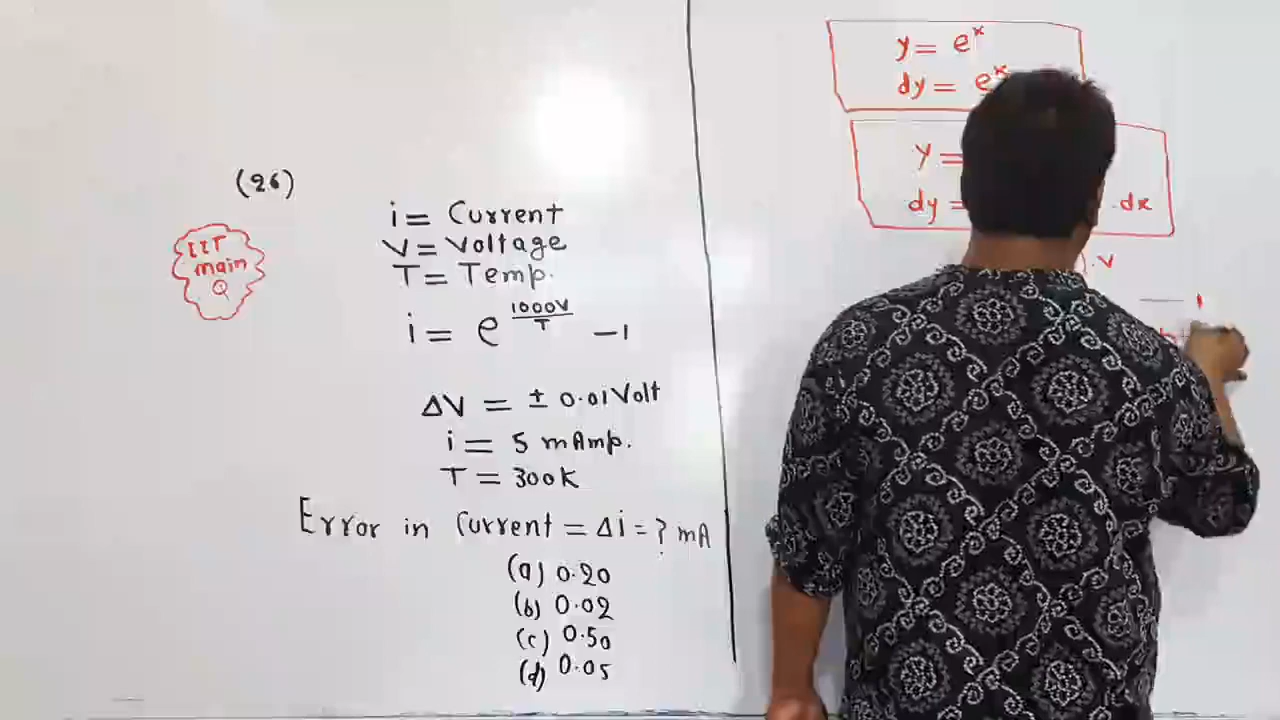 (26)
IIT
main
Q
i = Current
V = Voltage
T = Temp.
i = e^(1000V/T) -1
ΔV = ± 0.01 Volt
i = 5 mAmp.
T = 300K
Error in Current = Δi = ? mA
(a) 0.20
(b) 0.02
(c) 0.50
(d) 0.05
y = e^x
dy = e^x
y =
dy = . dx
).V